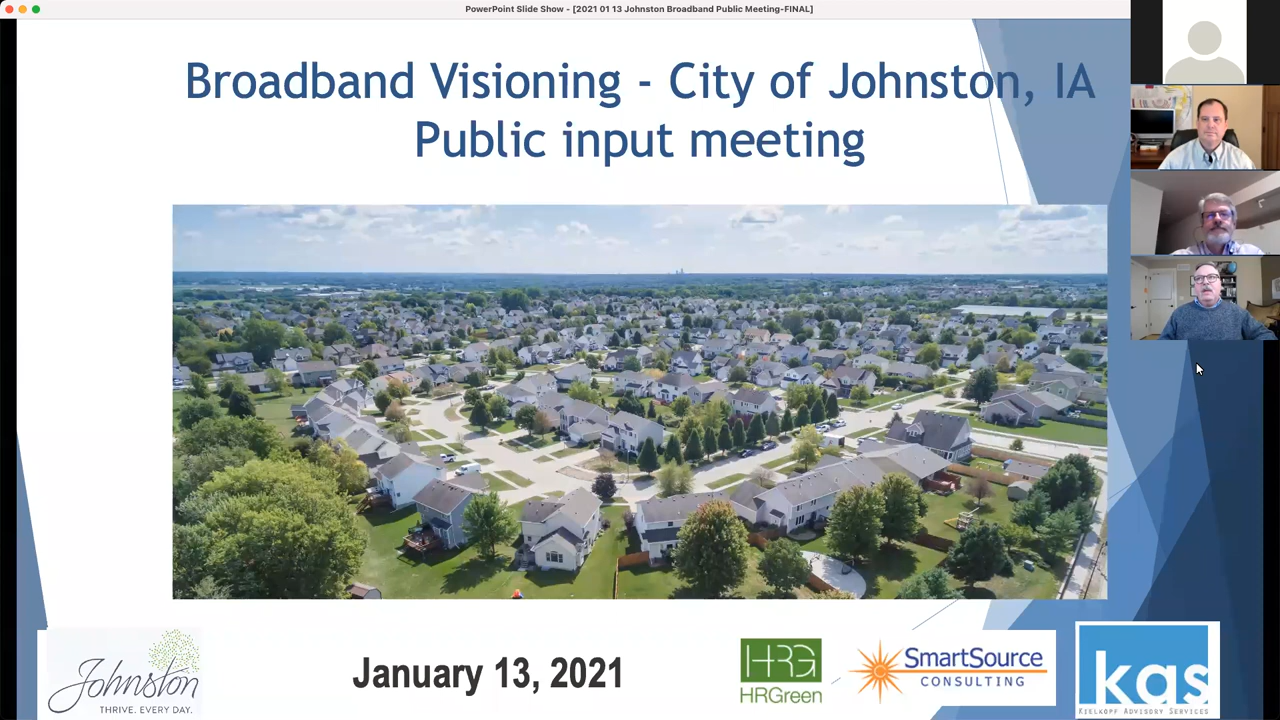 PowerPoint Slide Show - [2021 01 13 Johnston Broadband Public Meeting-FINAL]
Broadband Visioning - City of Johnston, IA
Public input meeting
Johnston
THRIVE. EVERY DAY.
January 13, 2021
HRG
HRGreen
SmartSource
CONSULTING
kas
KIELKOPF ADVISORY SERVICES